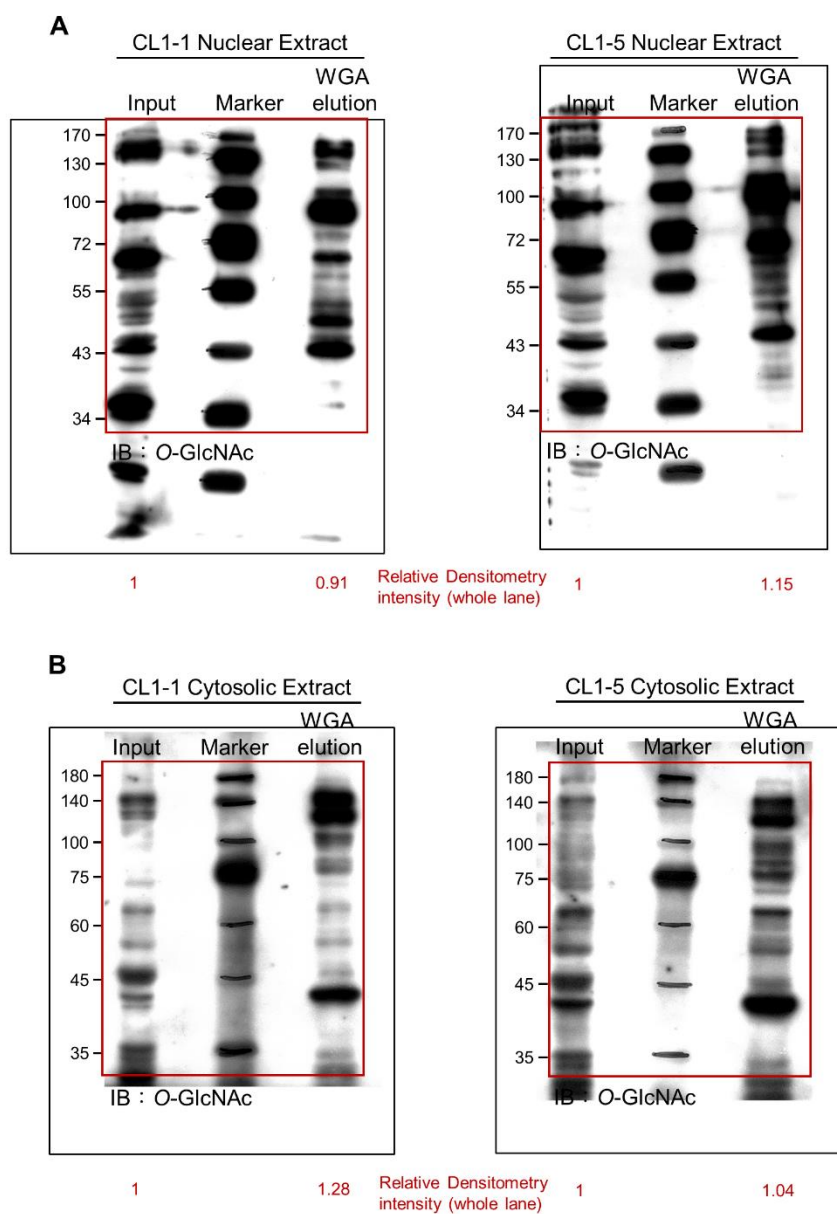 A
CL1-1 Nuclear Extract
CL1-5 Nuclear Extract
Input Marker WGA elution
Input Marker WGA elution
170
130
100
72
55
43
34
170
130
100
72
55
43
34
IB : O-GlcNAc
IB : O-GlcNAc
1 0.91 Relative Densitometry 1 1.15
intensity (whole lane)
B
CL1-1 Cytosolic Extract
CL1-5 Cytosolic Extract
Input Marker WGA elution
Input Marker WGA elution
180
140
100
75
60
45
35
180
140
100
75
60
45
35
IB : O-GlcNAc
IB : O-GlcNAc
1 1.28 Relative Densitometry 1 1.04
intensity (whole lane)